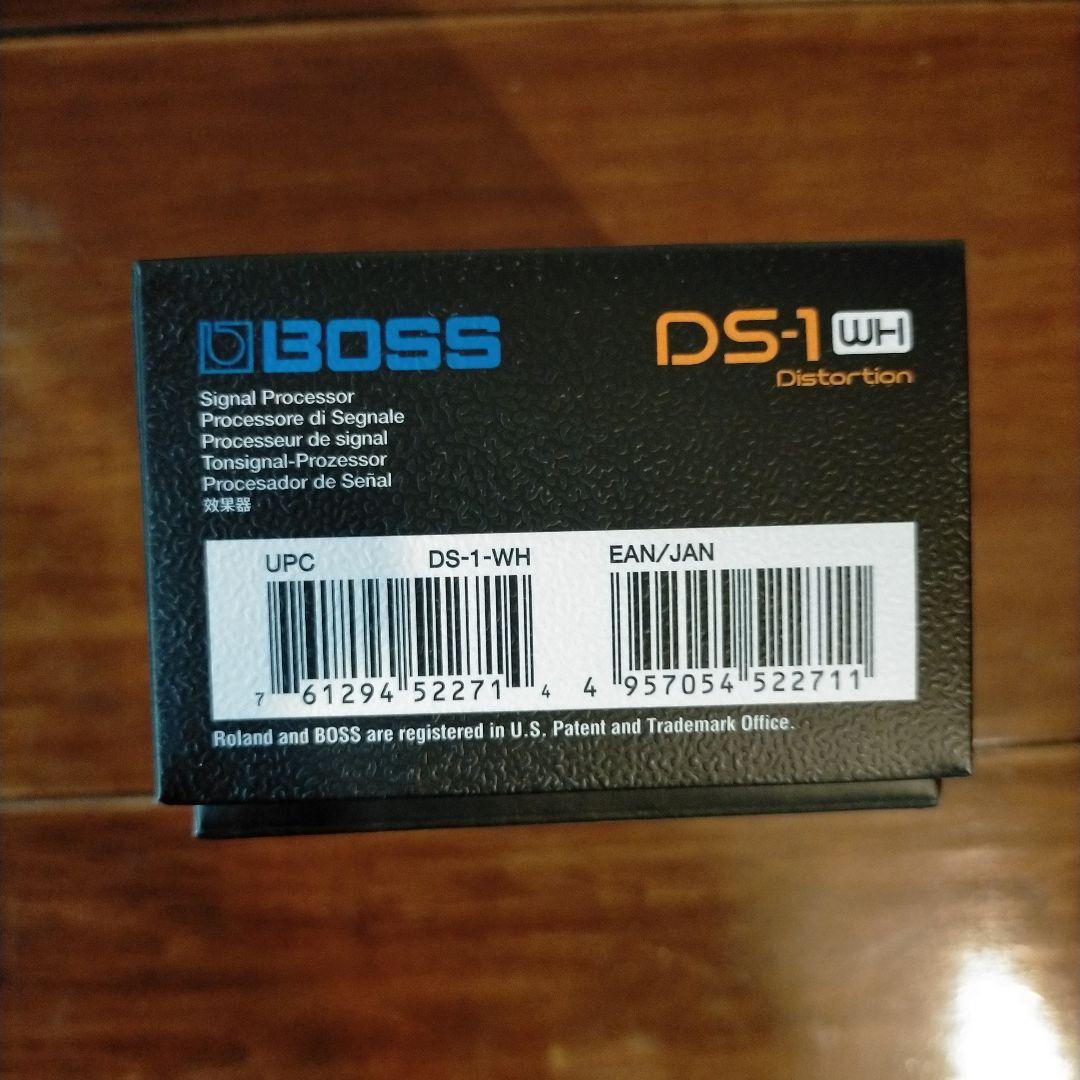 BOSS
DS-1 WH
Distortion
Signal Processor
Processore di Segnale
Processeur de signal
Tonsignal-Prozessor
Procesador de Señal
效果器
UPC DS-1-WH
7 61294 52271 4
EAN/JAN
4 957054 522711
Roland and BOSS are registered in U.S. Patent and Trademark Office.